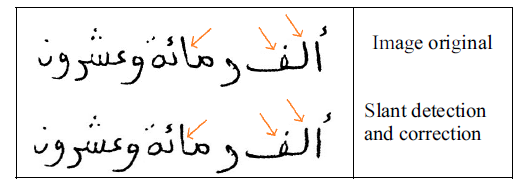 ألف ومائة وعشرون
Image original
ألف ومائة وعشرون
Slant detection
and correction